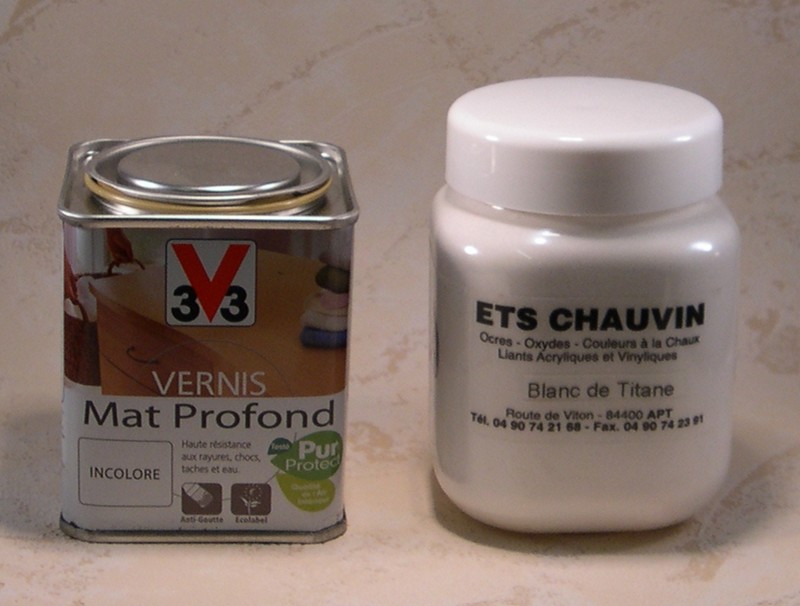 V
33
VERNIS
Mat Profond
INCOLORE
Haute résistance
aux rayures, chocs,
taches et eau.
Testé
Pur
Protect
Anti-Goutte
Ecolabel
ETS CHAUVIN
Ocres - Oxydes - Couleurs à la Chaux
Liants Acryliques et Vinyliques
Blanc de Titane
Route de Viton - 84400 APT
Tél. 04 90 74 21 68 - Fax. 04 90 74 23 91